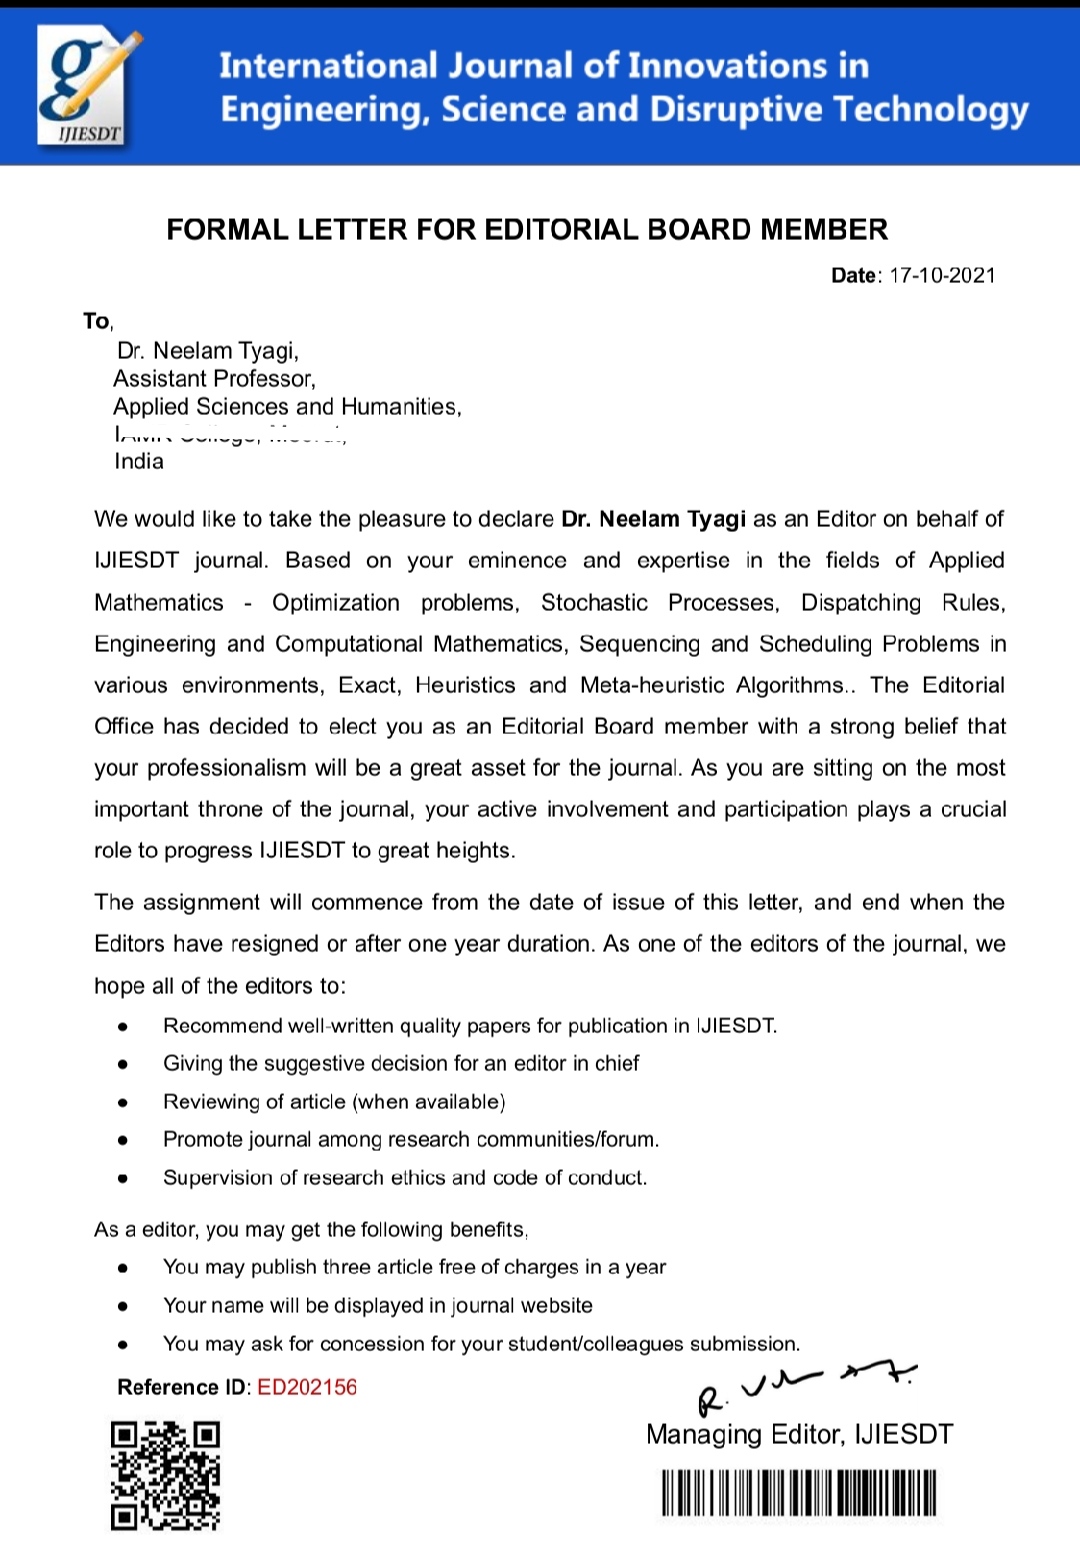 IJIESDT
International Journal of Innovations in
Engineering, Science and Disruptive Technology
FORMAL LETTER FOR EDITORIAL BOARD MEMBER
Date: 17-10-2021
To,
Dr. Neelam Tyagi,
Assistant Professor,
Applied Sciences and Humanities,
India
We would like to take the pleasure to declare Dr. Neelam Tyagi as an Editor on behalf of
IJIESDT journal. Based on your eminence and expertise in the fields of Applied
Mathematics - Optimization problems, Stochastic Processes, Dispatching Rules,
Engineering and Computational Mathematics, Sequencing and Scheduling Problems in
various environments, Exact, Heuristics and Meta-heuristic Algorithms.. The Editorial
Office has decided to elect you as an Editorial Board member with a strong belief that
your professionalism will be a great asset for the journal. As you are sitting on the most
important throne of the journal, your active involvement and participation plays a crucial
role to progress IJIESDT to great heights.
The assignment will commence from the date of issue of this letter, and end when the
Editors have resigned or after one year duration. As one of the editors of the journal, we
hope all of the editors to:
• Recommend well-written quality papers for publication in IJIESDT.
• Giving the suggestive decision for an editor in chief
• Reviewing of article (when available)
• Promote journal among research communities/forum.
• Supervision of research ethics and code of conduct.
As a editor, you may get the following benefits,
• You may publish three article free of charges in a year
• Your name will be displayed in journal website
• You may ask for concession for your student/colleagues submission.
Reference ID: ED202156
Managing Editor, IJIESDT